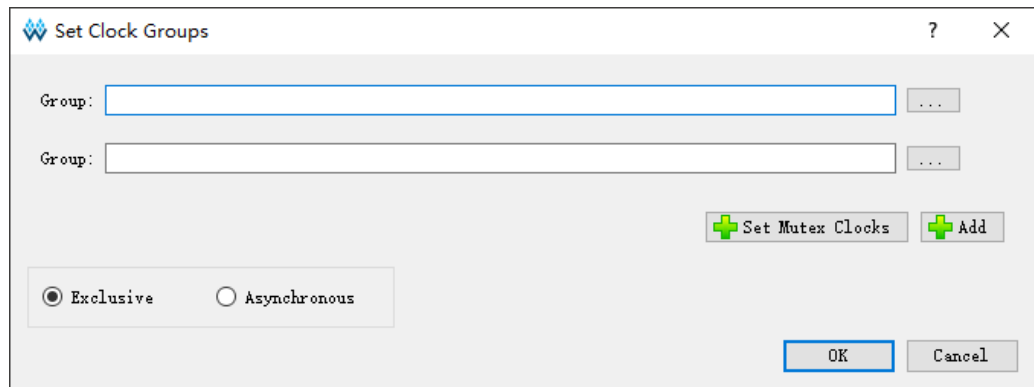 Set Clock Groups ? ×
Group: ...
Group: ...
Set Mutex Clocks Add
Exclusive Asynchronous
OK Cancel